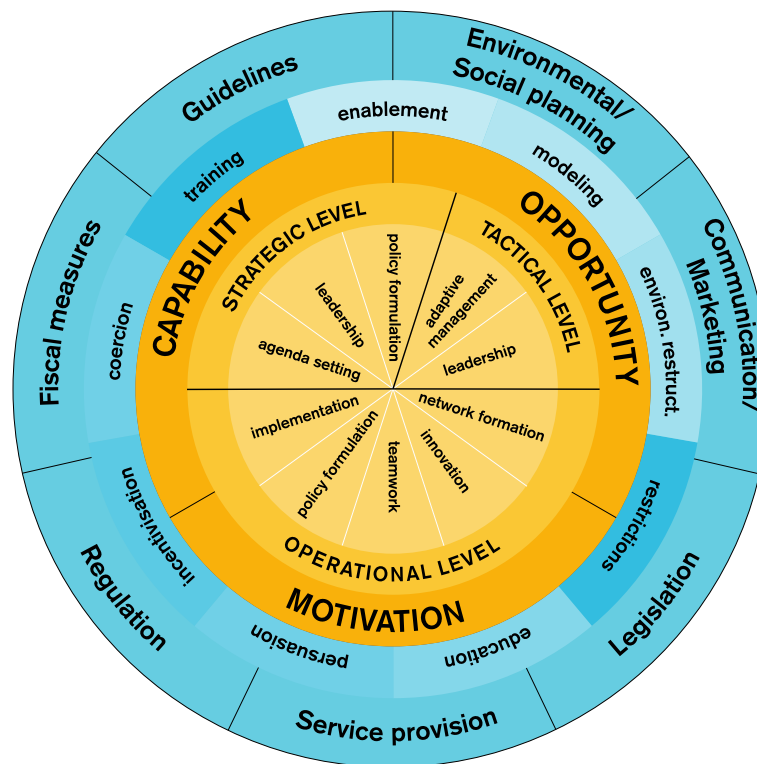 Guidelines
Environmental/
Social planning
Communication/
Marketing
Legislation
Service provision
Regulation
Fiscal measures
enablement
modeling
environ. restruct.
restrictions
education
persuasion
incentivisation
coercion
training
CAPABILITY
OPPORTUNITY
MOTIVATION
STRATEGIC LEVEL
TACTICAL LEVEL
OPERATIONAL LEVEL
policy formulation
adaptive
management
leadership
network formation
innovation
teamwork
policy formulation
implementation
agenda setting
leadership